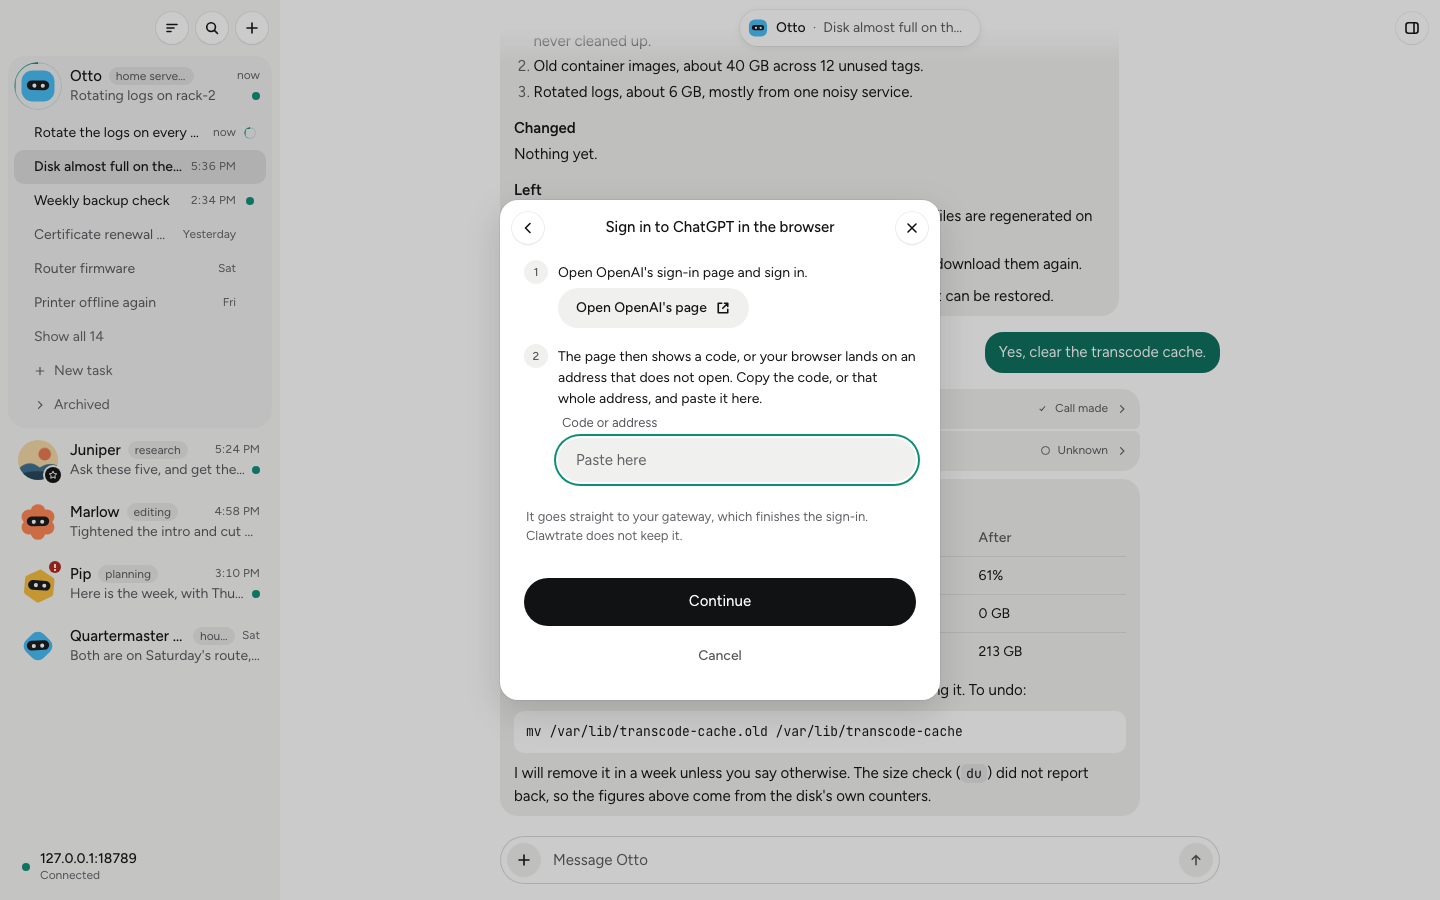 Otto
home serve...
now
Rotating logs on rack-2
Rotate the logs on every ...
now
Disk almost full on the...
5:36 PM
Weekly backup check
2:34 PM
Certificate renewal ...
Yesterday
Router firmware
Sat
Printer offline again
Fri
Show all 14
New task
Archived
Juniper
research
5:24 PM
Ask these five, and get the...
Marlow
editing
4:58 PM
Tightened the intro and cut ...
Pip
planning
3:10 PM
Here is the week, with Thu...
Quartermaster ...
hou...
Sat
Both are on Saturday's route,...
127.0.0.1:18789
Connected
Otto · Disk almost full on th...
never cleaned up.
2. Old container images, about 40 GB across 12 unused tags.
3. Rotated logs, about 6 GB, mostly from one noisy service.
Changed
Nothing yet.
Left
files are regenerated on
download them again.
can be restored.
Yes, clear the transcode cache.
Call made
Unknown
After
61%
0 GB
213 GB
it. To undo:
mv /var/lib/transcode-cache.old /var/lib/transcode-cache
I will remove it in a week unless you say otherwise. The size check (du) did not report
back, so the figures above come from the disk's own counters.
Message Otto
Sign in to ChatGPT in the browser
1 Open OpenAI's sign-in page and sign in.
Open OpenAI's page
2 The page then shows a code, or your browser lands on an
address that does not open. Copy the code, or that
whole address, and paste it here.
Code or address
Paste here
It goes straight to your gateway, which finishes the sign-in.
Clawtrate does not keep it.
Continue
Cancel